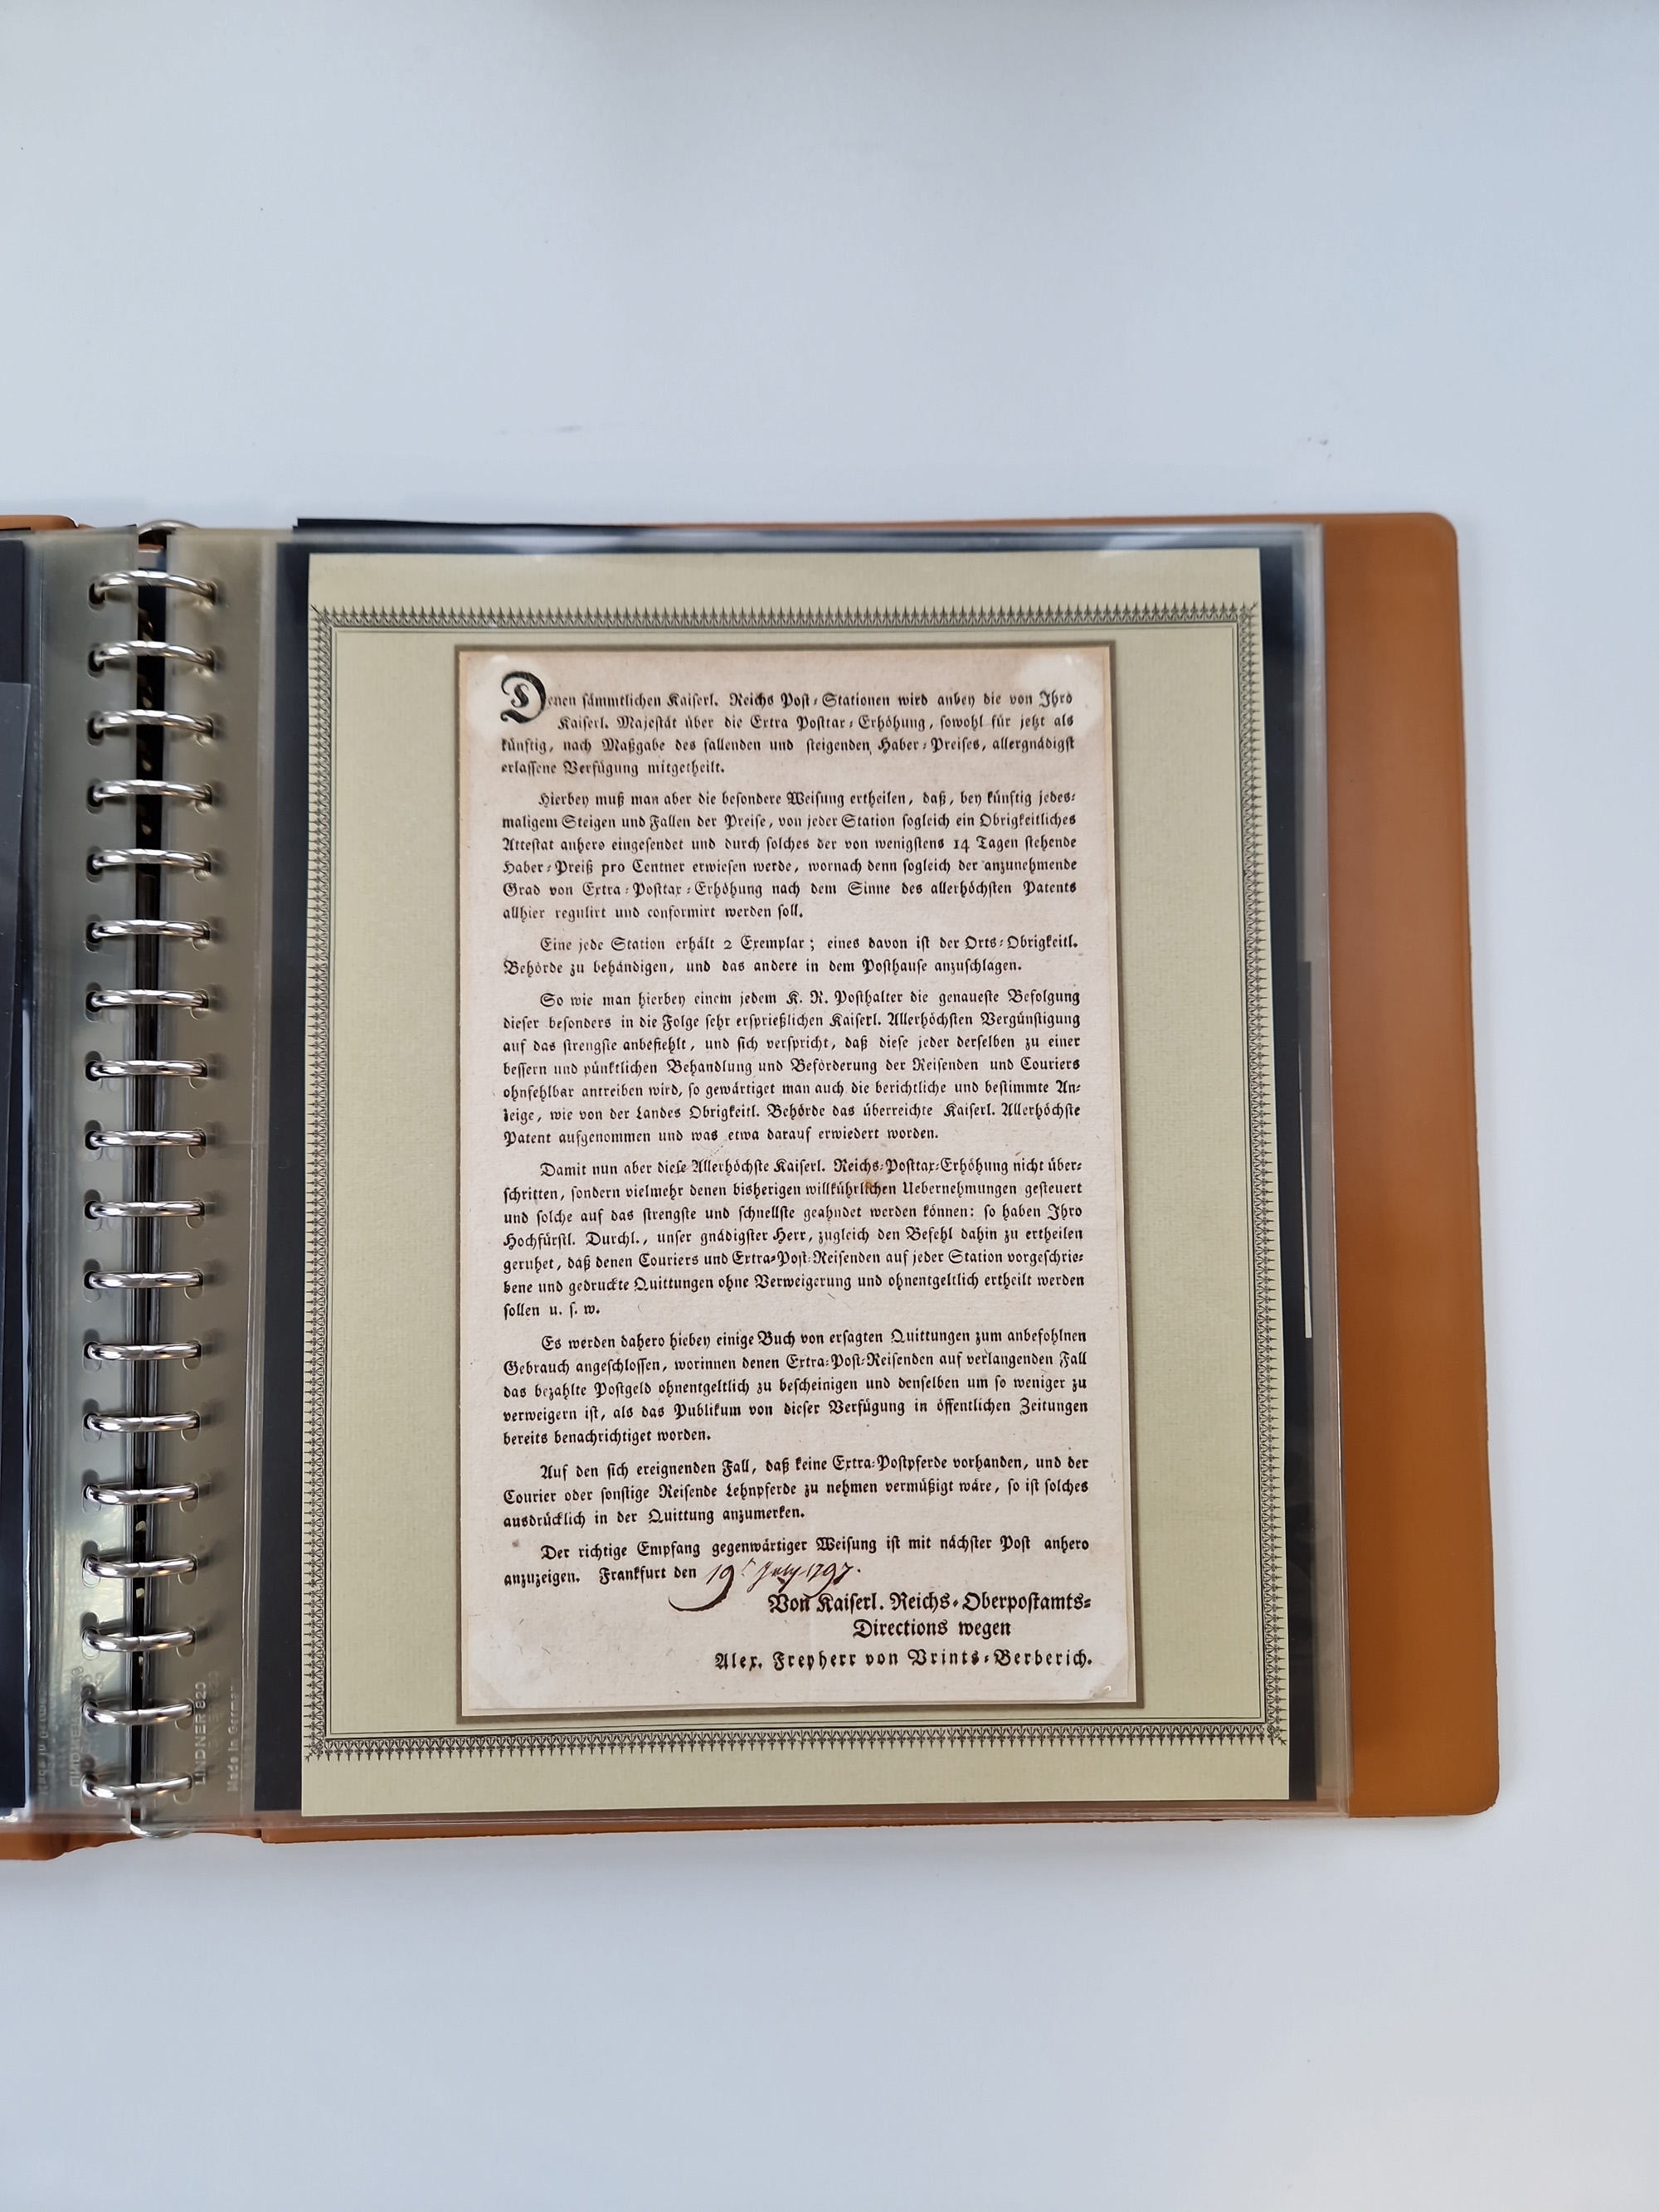 Denen sämmtlichen Kaiserl. Reichs Post-Stationen wird anbey die von Ihro
Kaiserl. Majestät über die Extra Posttax-Erhöhung, sowohl für jetzt als
künftig, nach Maßgabe des fallenden und steigenden Haber-Preises, allergnädigst
erlassene Verfügung mitgetheilt.
Hierbey muß man aber die besondere Weisung ertheilen, daß, bey künftig jedes-
maligem Steigen und Fallen der Preise, von jeder Station sogleich ein Obrigkeitliches
Attestat anhero eingesendet und durch solches der von wenigstens 14 Tagen stehende
Haber-Preiß pro Centner erwiesen werde, wornach denn sogleich der anzunehmende
Grad von Extra-Posttax-Erhöhung nach dem Sinne des allerhöchsten Patents
allhier regulirt und conformirt werden soll.
Eine jede Station erhält 2 Exemplar; eines davon ist der Orts-Obrigkeitl.
Behörde zu behändigen, und das andere in dem Posthause anzuschlagen.
So wie man hierbey einem jedem K. R. Posthalter die genaueste Befolgung
dieser besonders in die Folge sehr ersprießlichen Kaiserl. Allerhöchsten Vergünstigung
auf das strengste anbefiehlt, und sich verspricht, daß diese jeder derselben zu einer
bessern und pünktlichen Behandlung und Beförderung der Reisenden und Couriers
ohnfehlbar antreiben wird, so gewärtiget man auch die berichtliche und bestimmte An-
zeige, wie von der Landes Obrigkeitl. Behörde das überreichte Kaiserl. Allerhöchste
Patent aufgenommen und was etwa darauf erwiedert worden.
Damit nun aber diese Allerhöchste Kaiserl. Reichs-Posttax-Erhöhung nicht über-
schritten, sondern vielmehr denen bisherigen willkührlichen Uebernehmungen gesteuert
und solche auf das strengste und schnellste geahndet werden können: so haben Ihro
Hochfürstl. Durchl., unser gnädigster Herr, zugleich den Befehl dahin zu ertheilen
geruhet, daß denen Couriers und Extra-Post-Reisenden auf jeder Station vorgeschrie-
bene und gedruckte Quittungen ohne Verweigerung und ohnentgeltlich ertheilt werden
sollen u. s. w.
Es werden dahero hiebey einige Buch von ersagten Quittungen zum anbefohlnen
Gebrauch angeschlossen, worinnen denen Extra-Post-Reisenden auf verlangenden Fall
das bezahlte Postgeld ohnentgeltlich zu bescheinigen und denselben um so weniger zu
verweigern ist, als das Publikum von dieser Verfügung in öffentlichen Zeitungen
bereits benachrichtiget worden.
Auf den sich ereignenden Fall, daß keine Extra-Postpferde vorhanden, und der
Courier oder sonstige Reisende Lehnpferde zu nehmen vermüßigt wäre, so ist solches
ausdrücklich in der Quittung anzumerken.
Der richtige Empfang gegenwärtiger Weisung ist mit nächster Post anhero
anzuzeigen. Frankfurt den 19t July 1797.
Von Kaiserl. Reichs-Oberpostamts-
Directions wegen
Alex. Freyherr von Vrints-Berberich.
LINDNER 820
Made in Germany